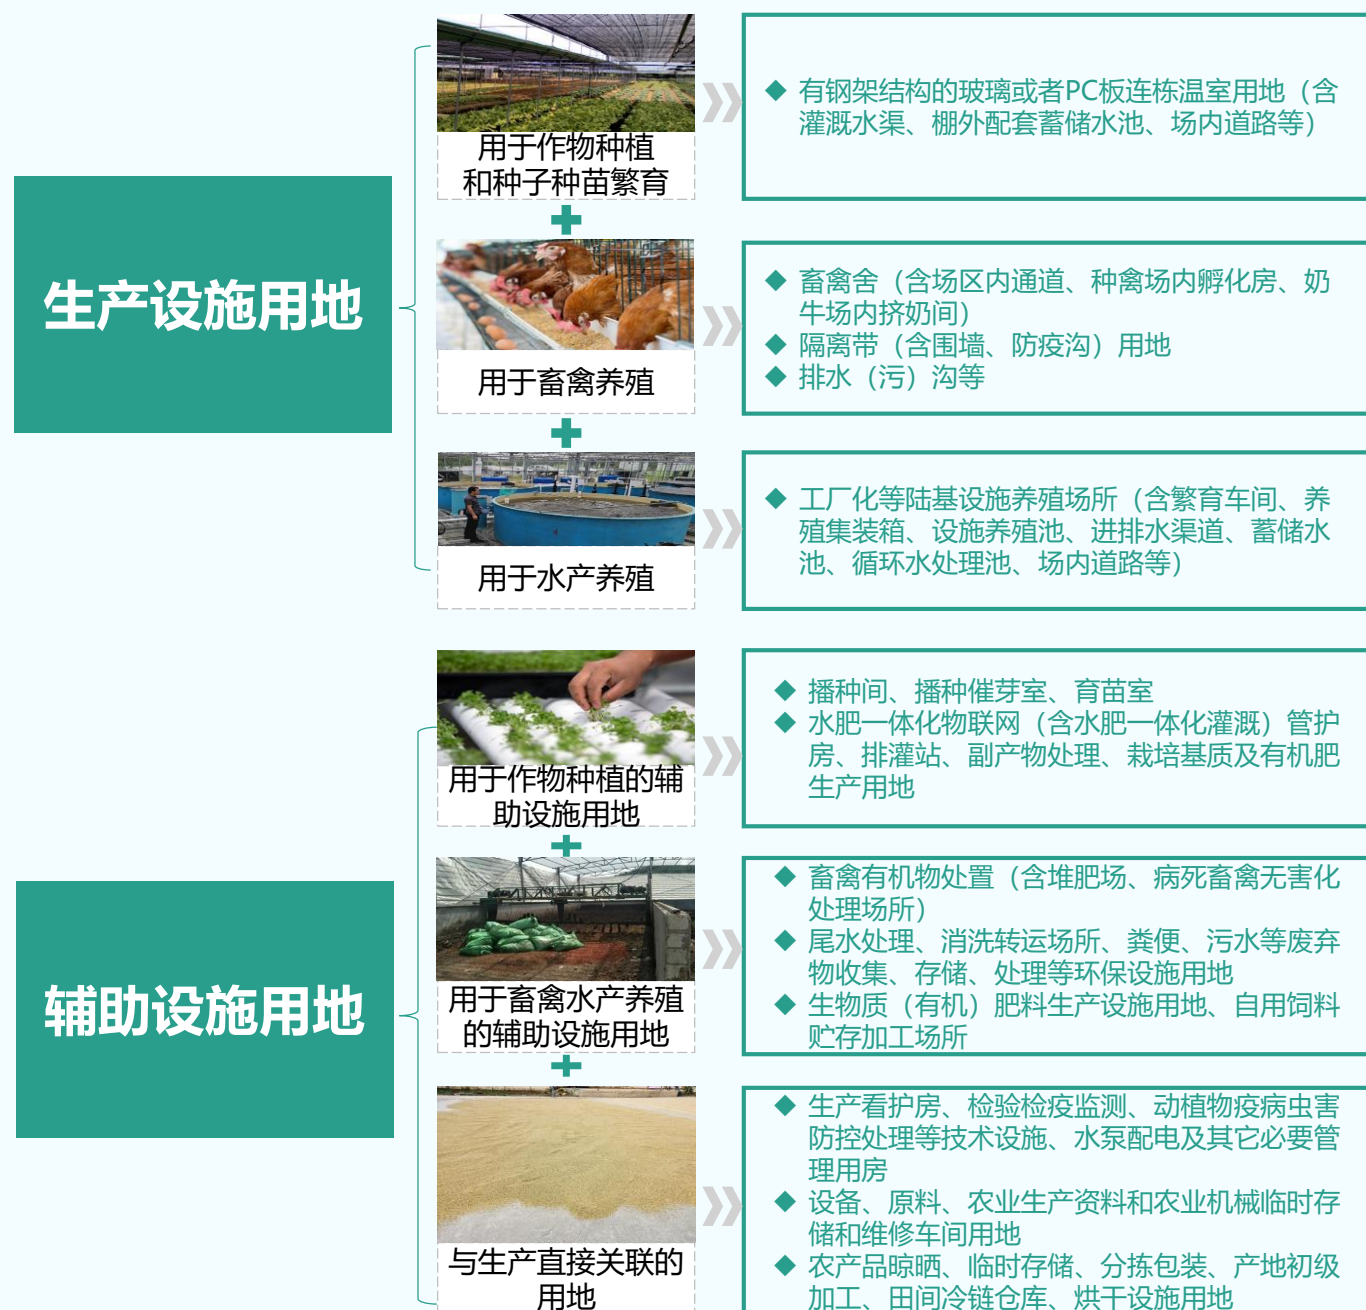 生产设施用地
用于作物种植
和种子种苗繁育
◆ 有钢架结构的玻璃或者PC板连栋温室用地（含
灌溉水渠、棚外配套蓄储水池、场内道路等）
用于畜禽养殖
◆ 畜禽舍（含场区内通道、种禽场内孵化房、奶
牛场内挤奶间）
◆ 隔离带（含围墙、防疫沟）用地
◆ 排水（污）沟等
用于水产养殖
◆ 工厂化等陆基设施养殖场所（含繁育车间、养
殖集装箱、设施养殖池、进排水渠道、蓄储水
池、循环水处理池、场内道路等）
辅助设施用地
用于作物种植的辅
助设施用地
◆ 播种间、播种催芽室、育苗室
◆ 水肥一体化物联网（含水肥一体化灌溉）管护
房、排灌站、副产物处理、栽培基质及有机肥
生产用地
用于畜禽水产养殖
的辅助设施用地
◆ 畜禽有机物处置（含堆肥场、病死畜禽无害化
处理场所）
◆ 尾水处理、消洗转运场所、粪便、污水等废弃
物收集、存储、处理等环保设施用地
◆ 生物质（有机）肥料生产设施用地、自用饲料
贮存加工场所
与生产直接关联的
用地
◆ 生产看护房、检验检疫监测、动植物疫病虫害
防控处理等技术设施、水泵配电及其它必要管
理用房
◆ 设备、原料、农业生产资料和农业机械临时存
储和维修车间用地
◆ 农产品晾晒、临时存储、分拣包装、产地初级
加工、田间冷链仓库、烘干设施用地